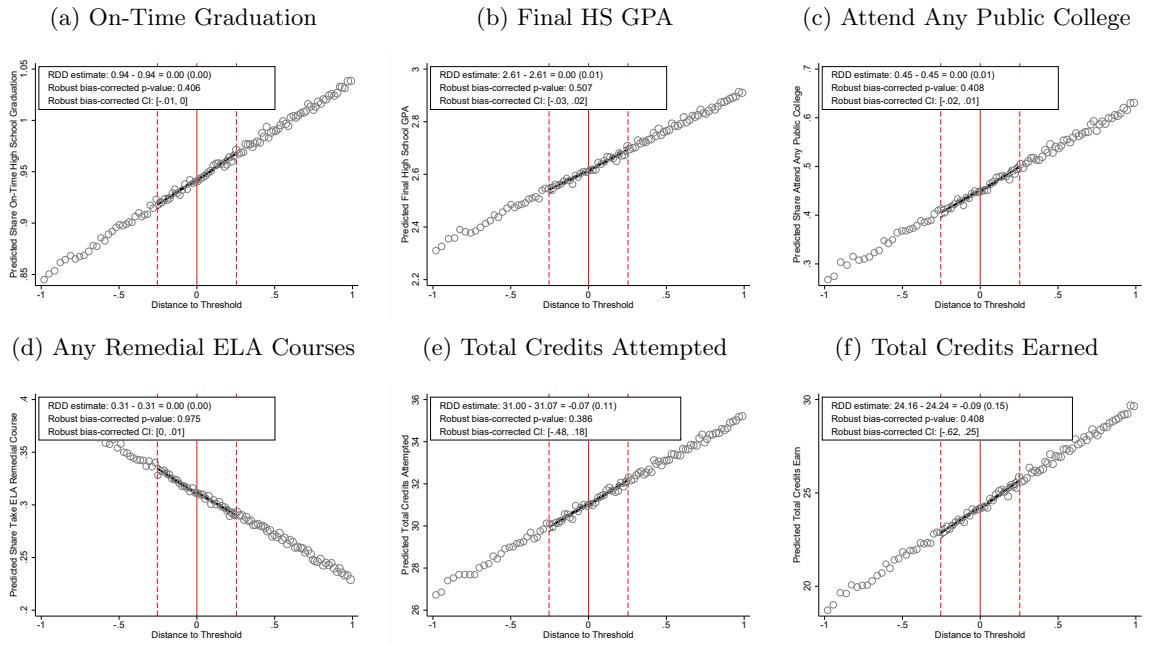 (a) On-Time Graduation
RDD estimate: 0.94 - 0.94 = 0.00 (0.00)
Robust bias-corrected p-value: 0.406
Robust bias-corrected CI: [-.01, 0]
Predicted Share On-Time High School Graduation
1.05
1
.95
.9
.85
-1 -.5 0 .5 1
Distance to Threshold
(b) Final HS GPA
RDD estimate: 2.61 - 2.61 = 0.00 (0.01)
Robust bias-corrected p-value: 0.507
Robust bias-corrected CI: [-.03, .02]
Predicted Final High School GPA
3
2.8
2.6
2.4
2.2
-1 -.5 0 .5 1
Distance to Threshold
(c) Attend Any Public College
RDD estimate: 0.45 - 0.45 = 0.00 (0.01)
Robust bias-corrected p-value: 0.408
Robust bias-corrected CI: [-.02, .01]
Predicted Share Attend Any Public College
.7
.6
.5
.4
.3
-1 -.5 0 .5 1
Distance to Threshold
(d) Any Remedial ELA Courses
RDD estimate: 0.31 - 0.31 = 0.00 (0.00)
Robust bias-corrected p-value: 0.975
Robust bias-corrected CI: [0, .01]
Predicted Share Take ELA Remedial Course
.4
.35
.3
.25
.2
-1 -.5 0 .5 1
Distance to Threshold
(e) Total Credits Attempted
RDD estimate: 31.00 - 31.07 = -0.07 (0.11)
Robust bias-corrected p-value: 0.386
Robust bias-corrected CI: [-.48, .18]
Predicted Total Credits Attempted
36
34
32
30
28
26
-1 -.5 0 .5 1
Distance to Threshold
(f) Total Credits Earned
RDD estimate: 24.16 - 24.24 = -0.09 (0.15)
Robust bias-corrected p-value: 0.408
Robust bias-corrected CI: [-.62, .25]
Predicted Total Credits Earn
30
25
20
-1 -.5 0 .5 1
Distance to Threshold